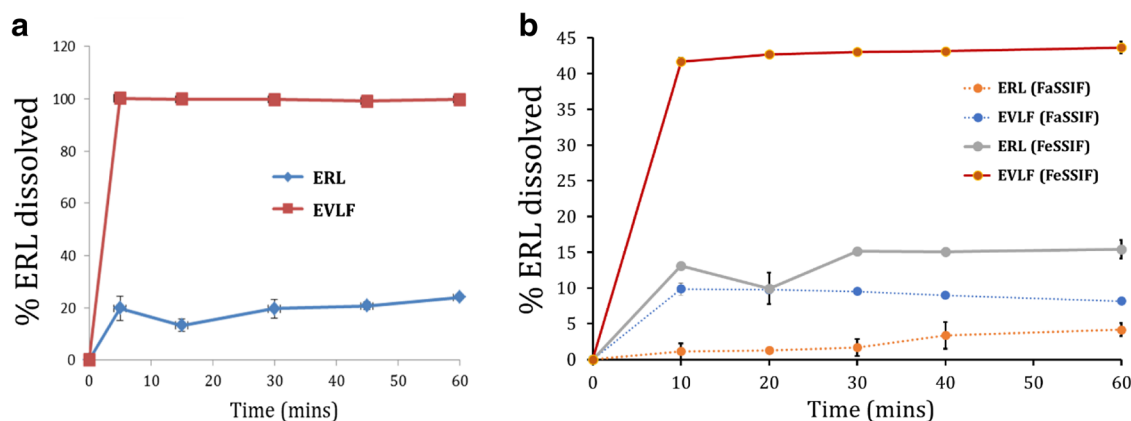 a
% ERL dissolved
120
100
80
60
40
20
0
ERL
EVLF
0 10 20 30 40 50 60
Time (mins)
b
% ERL dissolved
45
40
35
30
25
20
15
10
5
0
ERL (FaSSIF)
EVLF (FaSSIF)
ERL (FeSSIF)
EVLF (FeSSIF)
0 10 20 30 40 50 60
Time (mins)